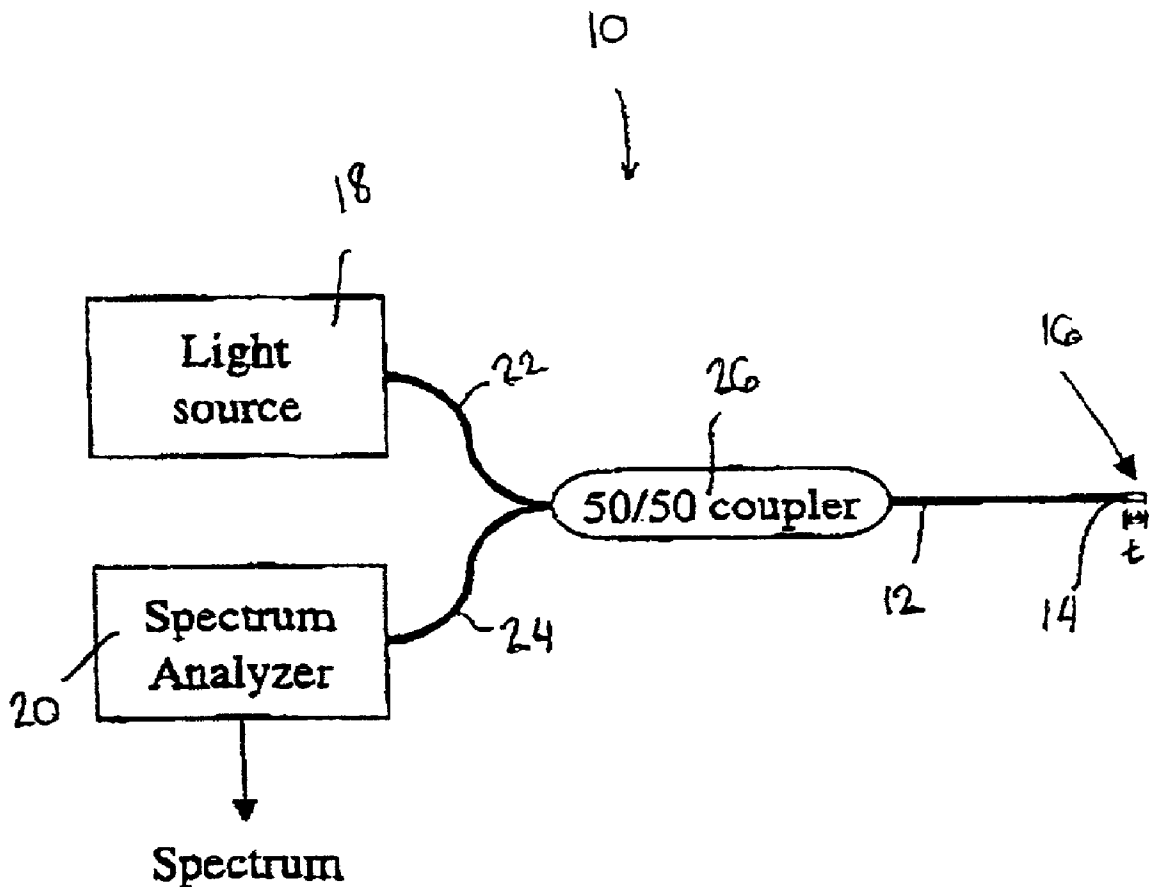 10
18
Light
source
22
16
26
50/50 coupler
t
12
14
Spectrum
Analyzer
24
20
Spectrum